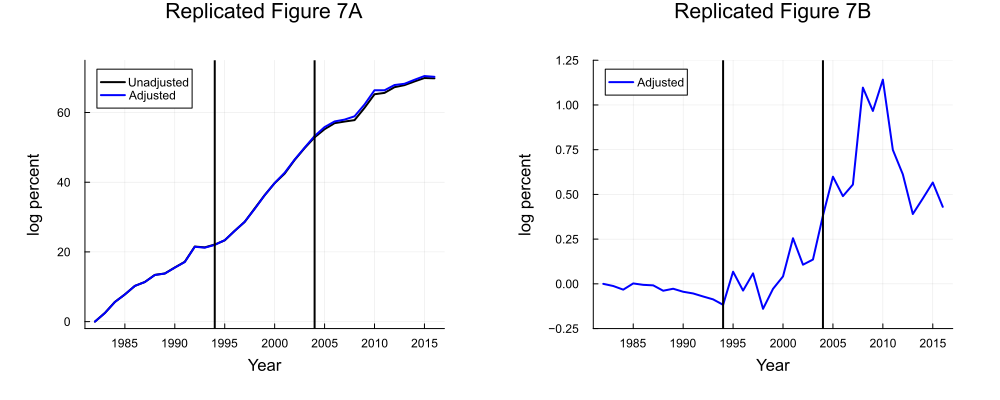 Replicated Figure 7A
Unadjusted
Adjusted
log percent
60
40
20
0
1985 1990 1995 2000 2005 2010 2015
Year
Replicated Figure 7B
Adjusted
log percent
1.25
1.00
0.75
0.50
0.25
0.00
−0.25
1985 1990 1995 2000 2005 2010 2015
Year